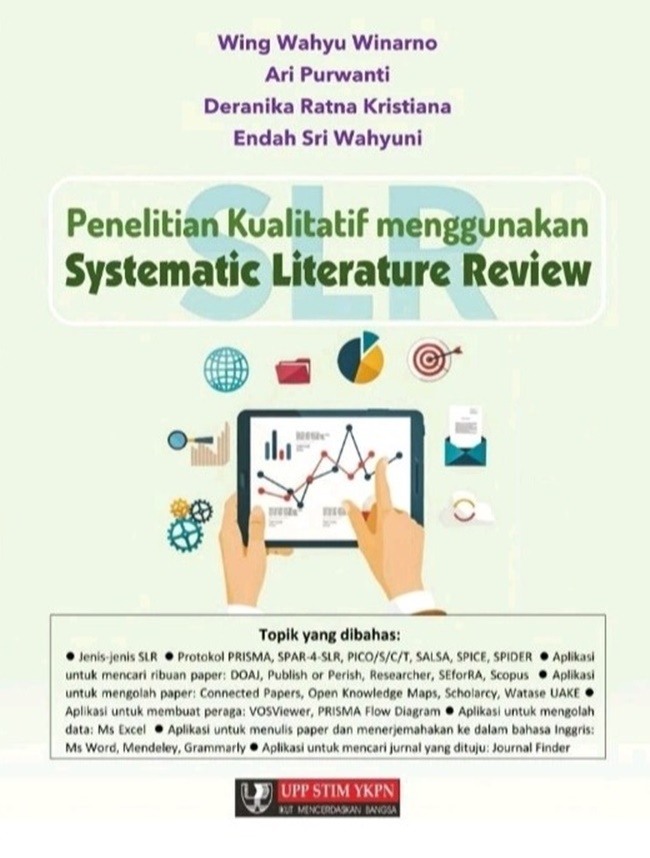 Wing Wahyu Winarno
Ari Purwanti
Deranika Ratna Kristiana
Endah Sri Wahyuni
SLR
Penelitian Kualitatif menggunakan
Systematic Literature Review
Topik yang dibahas:
● Jenis-jenis SLR ● Protokol PRISMA, SPAR-4-SLR, PICO/S/C/T, SALSA, SPICE, SPIDER ● Aplikasi
untuk mencari ribuan paper: DOAJ, Publish or Perish, Researcher, SEforRA, Scopus ● Aplikasi
untuk mengolah paper: Connected Papers, Open Knowledge Maps, Scholarcy, Watase UAKE ●
Aplikasi untuk membuat peraga: VOSViewer, PRISMA Flow Diagram ● Aplikasi untuk mengolah
data: Ms Excel ● Aplikasi untuk menulis paper dan menerjemahkan ke dalam bahasa Inggris:
Ms Word, Mendeley, Grammarly ● Aplikasi untuk mencari jurnal yang dituju: Journal Finder
UPP STIM YKPN
IKUT MENCERDASKAN BANGSA